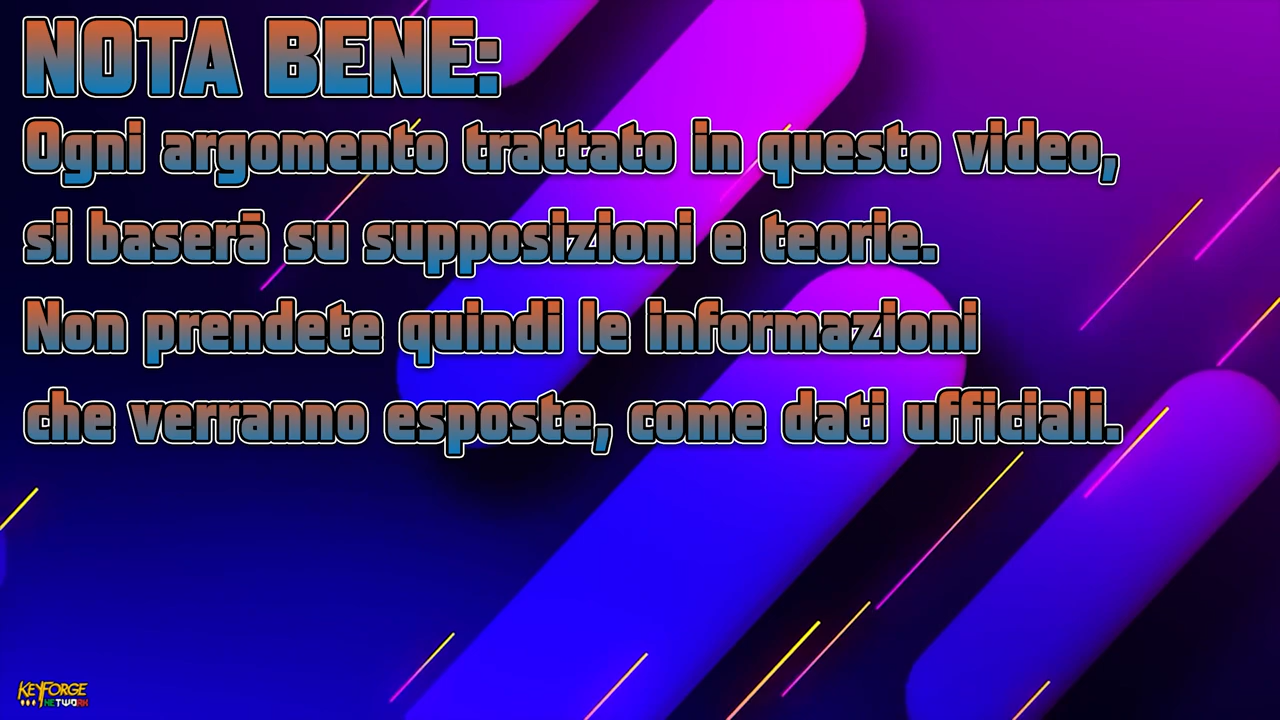 NOTA BENE:
Ogni argomento trattato in questo video,
si baserā su supposizioni e teorie.
Non prendete quindi le informazioni
che verranno esposte, come dati ufficiali.
KEYFORGE
NETWORK